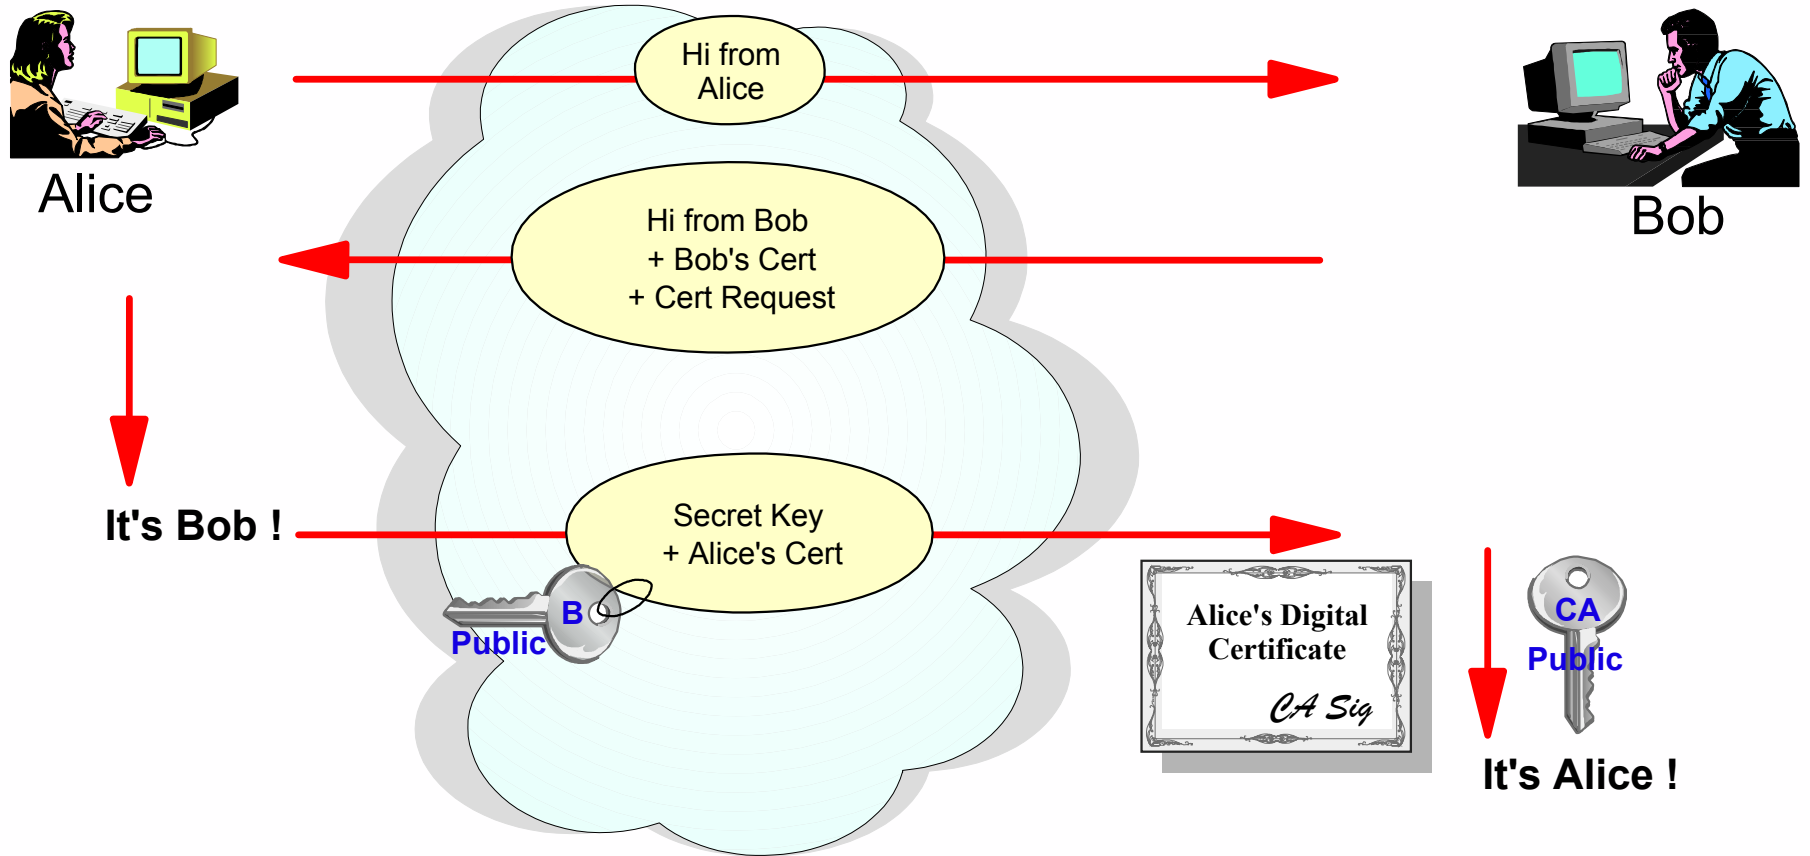 Hi from
Alice
Alice
Bob
Hi from Bob
+ Bob's Cert
+ Cert Request
It's Bob !
Secret Key
+ Alice's Cert
B
Public
Alice's Digital
Certificate
CA Sig
CA
Public
It's Alice !